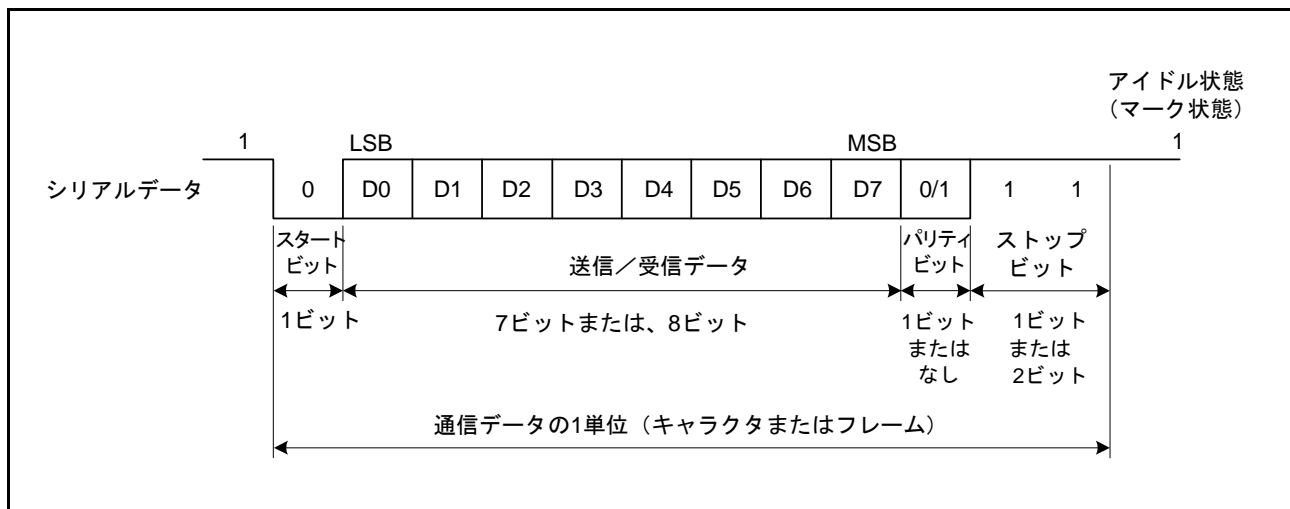 アイドル状態
（マーク状態）
1 LSB MSB 1
シリアルデータ 0 D0 D1 D2 D3 D4 D5 D6 D7 0/1 1 1
スタート
ビット
送信／受信データ
パリティ
ビット
ストップ
ビット
1ビット
7ビットまたは、8ビット
1ビット
または
なし
1ビット
または
2ビット
通信データの1単位（キャラクタまたはフレーム）